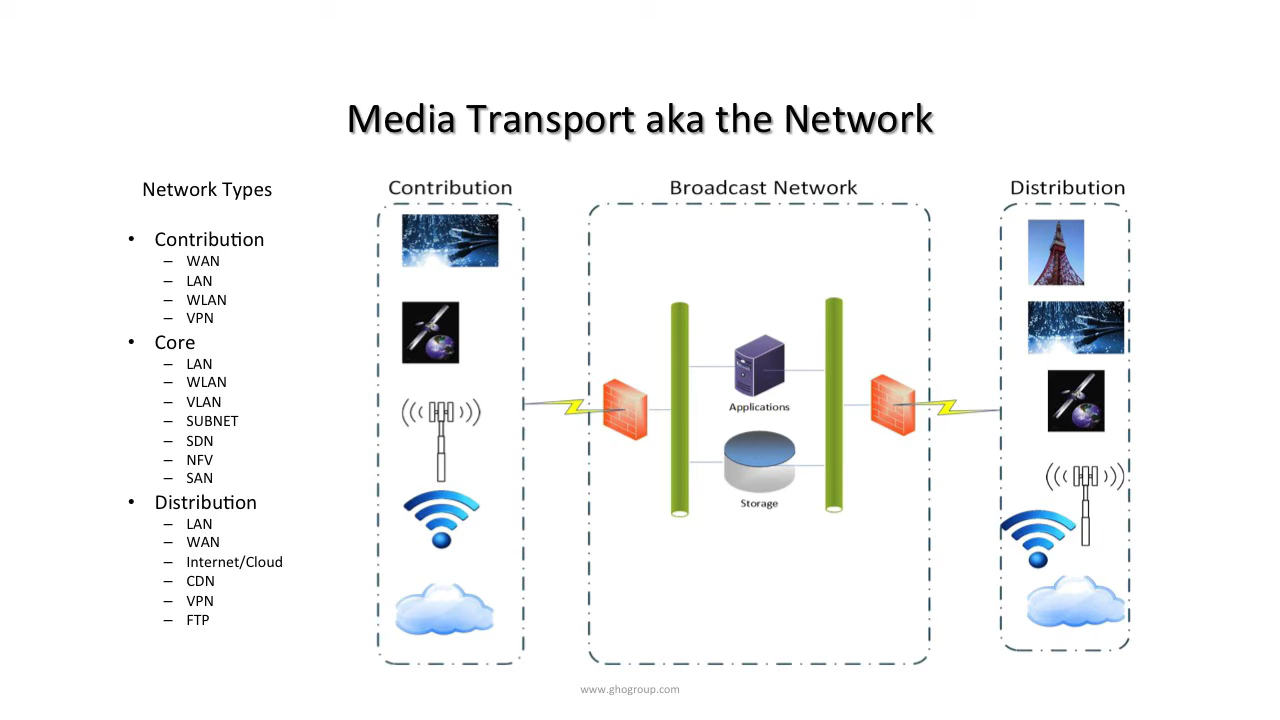 Media Transport aka the Network
Network Types
• Contribution
– WAN
– LAN
– WLAN
– VPN
• Core
– LAN
– WLAN
– VLAN
– SUBNET
– SDN
– NFV
– SAN
• Distribution
– LAN
– WAN
– Internet/Cloud
– CDN
– VPN
– FTP
Contribution
Broadcast Network
Applications
Storage
Distribution
www.ghogroup.com